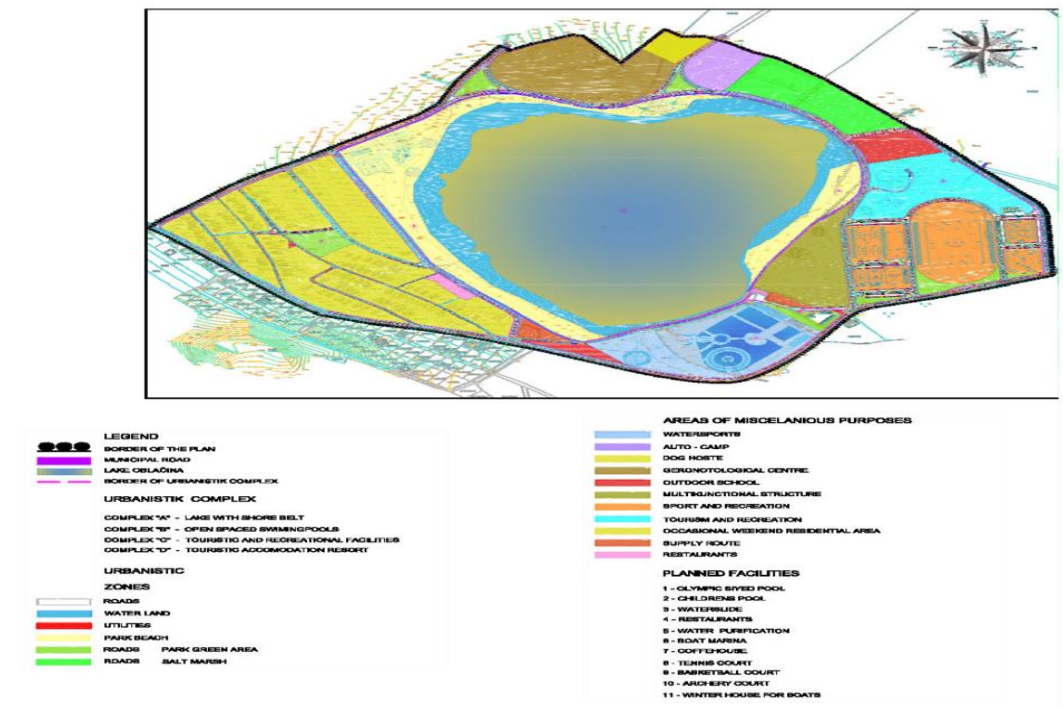 LEGEND
BORDER OF THE PLAN
MUNICIPAL ROAD
LAKE OBLAČINA
BORDER OF URBANISTIK COMPLEX
URBANISTIK COMPLEX
COMPLEX "A" - LAKE WITH SHORE BELT
COMPLEX "B" - OPEN SPACED SWIMINGPOOLS
COMPLEX "C" - TOURISTIC AND RECREATIONAL FACILITIES
COMPLEX "D" - TOURISTIC ACCOMODATION RESORT
URBANISTIC
ZONES
ROADS
WATER LAND
UTILITIES
PARK BEACH
ROADS PARK GREEN AREA
ROADS SALT MARSH
AREAS OF MISCELANIOUS PURPOSES
WATERSPORTS
AUTO - CAMP
DOG HOSTE
GERONOTOLOGICAL CENTRE
OUTDOOR SCHOOL
MULTIKUNCTIONAL STRUCTURE
SPORT AND RECREATION
TOURISM AND RECREATION
OCCASIONAL WEEKEND RESIDENTIAL AREA
SUPPLY ROUTE
RESTAURANTS
PLANNED FACILITIES
1 - OLYMPIC SIYED POOL
2 - CHILDRENS POOL
3 - WATERSLIDE
4 - RESTAURANTS
5 - WATER PURIFICATION
6 - BOAT MARINA
7 - COFFEHOUSE
8 - TENNIS COURT
9 - BASKETBALL COURT
10 - ARCHERY COURT
11 - WINTER HOUSE FOR BOATS